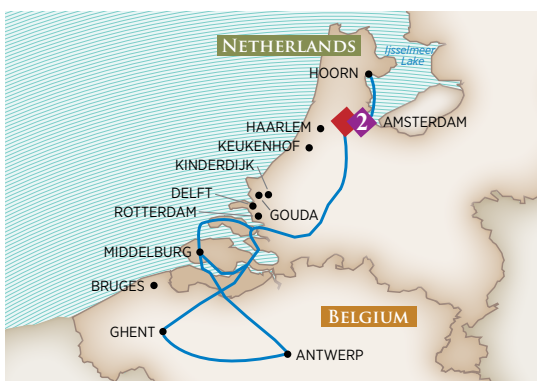 NETHERLANDS
Ijsselmeer
Lake
HOORN
2
AMSTERDAM
HAARLEM
KEUKENHOF
KINDERDIJK
DELFT
ROTTERDAM
GOUDA
MIDDELBURG
BRUGES
BELGIUM
GHENT
ANTWERP